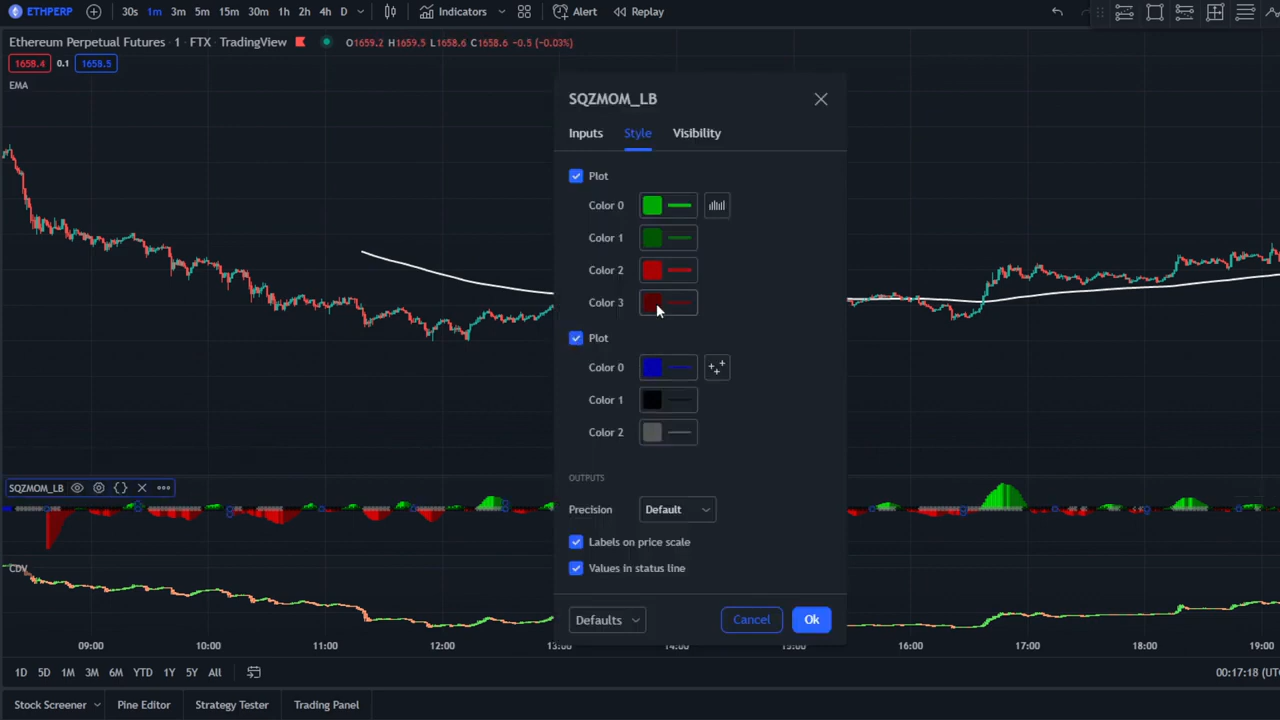 ETHPERP 30s 1m 3m 5m 15m 30m 1h 2h 4h D Indicators Alert Replay
Ethereum Perpetual Futures · 1 · FTX · TradingView O1659.2 H1659.5 L1658.6 C1658.6 -0.5 (-0.03%)
1658.4 0.1 1658.5
EMA
SQZMOM_LB
Inputs Style Visibility
Plot
Color 0
Color 1
Color 2
Color 3
Plot
Color 0
Color 1
Color 2
OUTPUTS
Precision Default
Labels on price scale
Values in status line
Defaults Cancel Ok
SQZMOM_LB
CDV
09:00 10:00 11:00 12:00 13:00 14:00 15:00 16:00 17:00 18:00 19:00
1D 5D 1M 3M 6M YTD 1Y 5Y All 00:17:18 (UTC
Stock Screener Pine Editor Strategy Tester Trading Panel